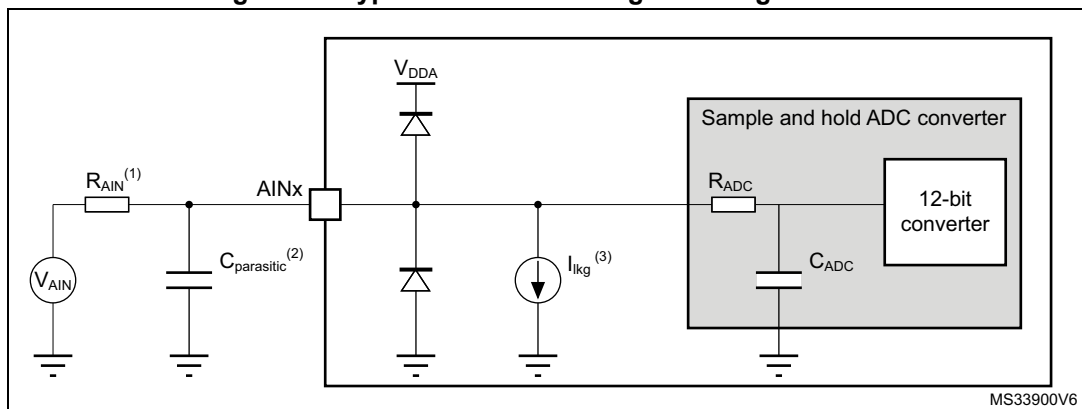 V_DDA
Sample and hold ADC converter
R_AIN(1)
AINx
R_ADC
12-bit
converter
V_AIN
C_parasitic(2)
I_lkg(3)
C_ADC
MS33900V6